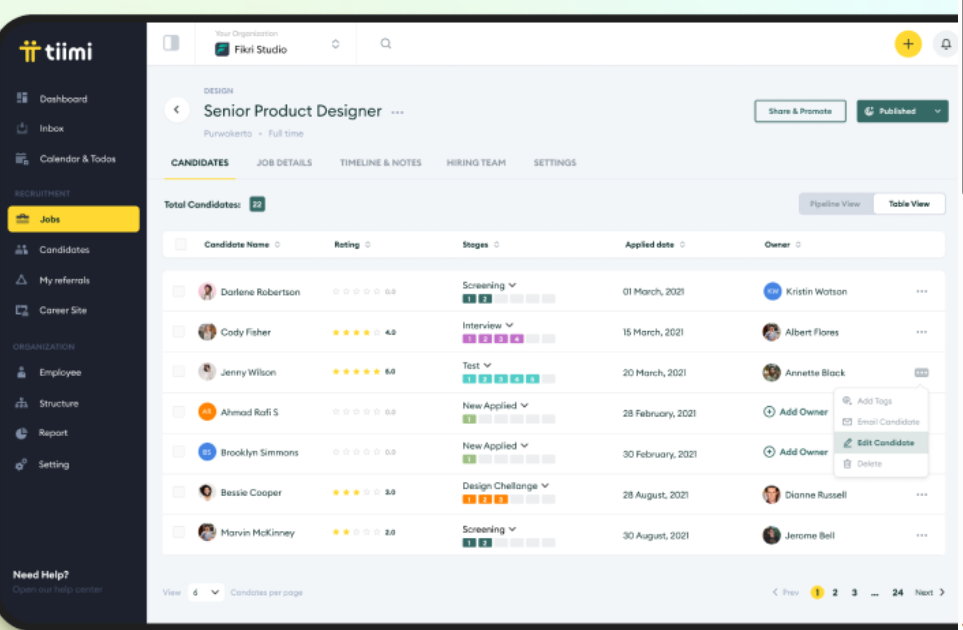 tiimi
Dashboard
Inbox
Calendar & Todos
RECRUITMENT
Jobs
Candidates
My referrals
Career Site
ORGANIZATION
Employee
Structure
Report
Setting
Need Help?
Open our help center
Your Organization
Fikri Studio
DESIGN
Senior Product Designer ...
Purwokerto • Full time
Share & Promote
Published
CANDIDATES JOB DETAILS TIMELINE & NOTES HIRING TEAM SETTINGS
Total Candidates: 22
Pipeline View Table View
Candidate Name Rating Stages Applied date Owner
Darlene Robertson 0.0 Screening 01 March, 2021 KW Kristin Watson
1 2
Cody Fisher 4.0 Interview 15 March, 2021 Albert Flores
1 2 3 4
Jenny Wilson 5.0 Test 20 March, 2021 Annette Black
1 2 3 4 5
AR Ahmad Rafi S 0.0 New Applied 28 February, 2021 Add Owner
1
BS Brooklyn Simmons 0.0 New Applied 30 February, 2021 Add Owner
1
Bessie Cooper 3.0 Design Chellange 28 August, 2021 Dianne Russell
1 2 3
Marvin McKinney 2.0 Screening 30 August, 2021 Jerome Bell
1 2
Add Tags
Email Candidate
Edit Candidate
Delete
View 6 Candates per page
< Prev 1 2 3 ... 24 Next >